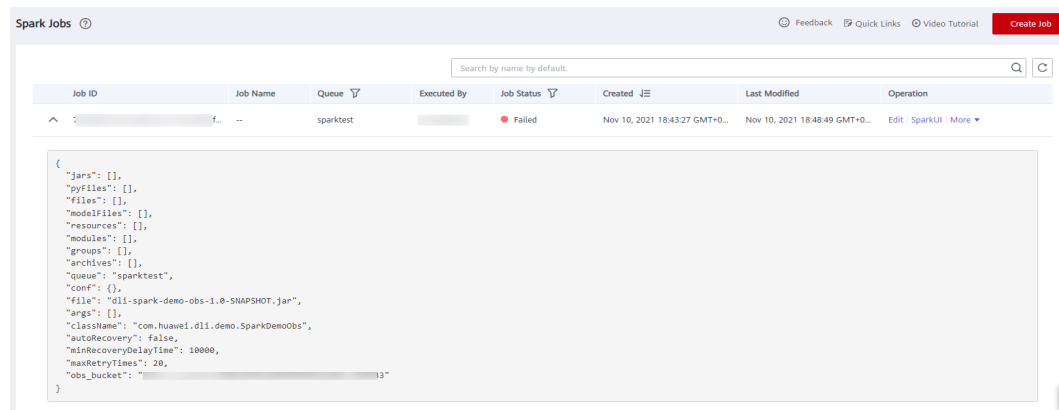 Spark Jobs
Feedback Quick Links Video Tutorial Create Job
Search by name by default.
Job ID Job Name Queue Executed By Job Status Created Last Modified Operation
7 f... -- sparktest Failed Nov 10, 2021 18:43:27 GMT+0... Nov 10, 2021 18:48:49 GMT+0... Edit | SparkUI | More
{
"jars": [],
"pyFiles": [],
"files": [],
"modelFiles": [],
"resources": [],
"modules": [],
"groups": [],
"archives": [],
"queue": "sparktest",
"conf": {},
"file": "dli-spark-demo-obs-1.0-SNAPSHOT.jar",
"args": [],
"className": "com.huawei.dli.demo.SparkDemoObs",
"autoRecovery": false,
"minRecoveryDelayTime": 10000,
"maxRetryTimes": 20,
"obs_bucket": " 33"
}